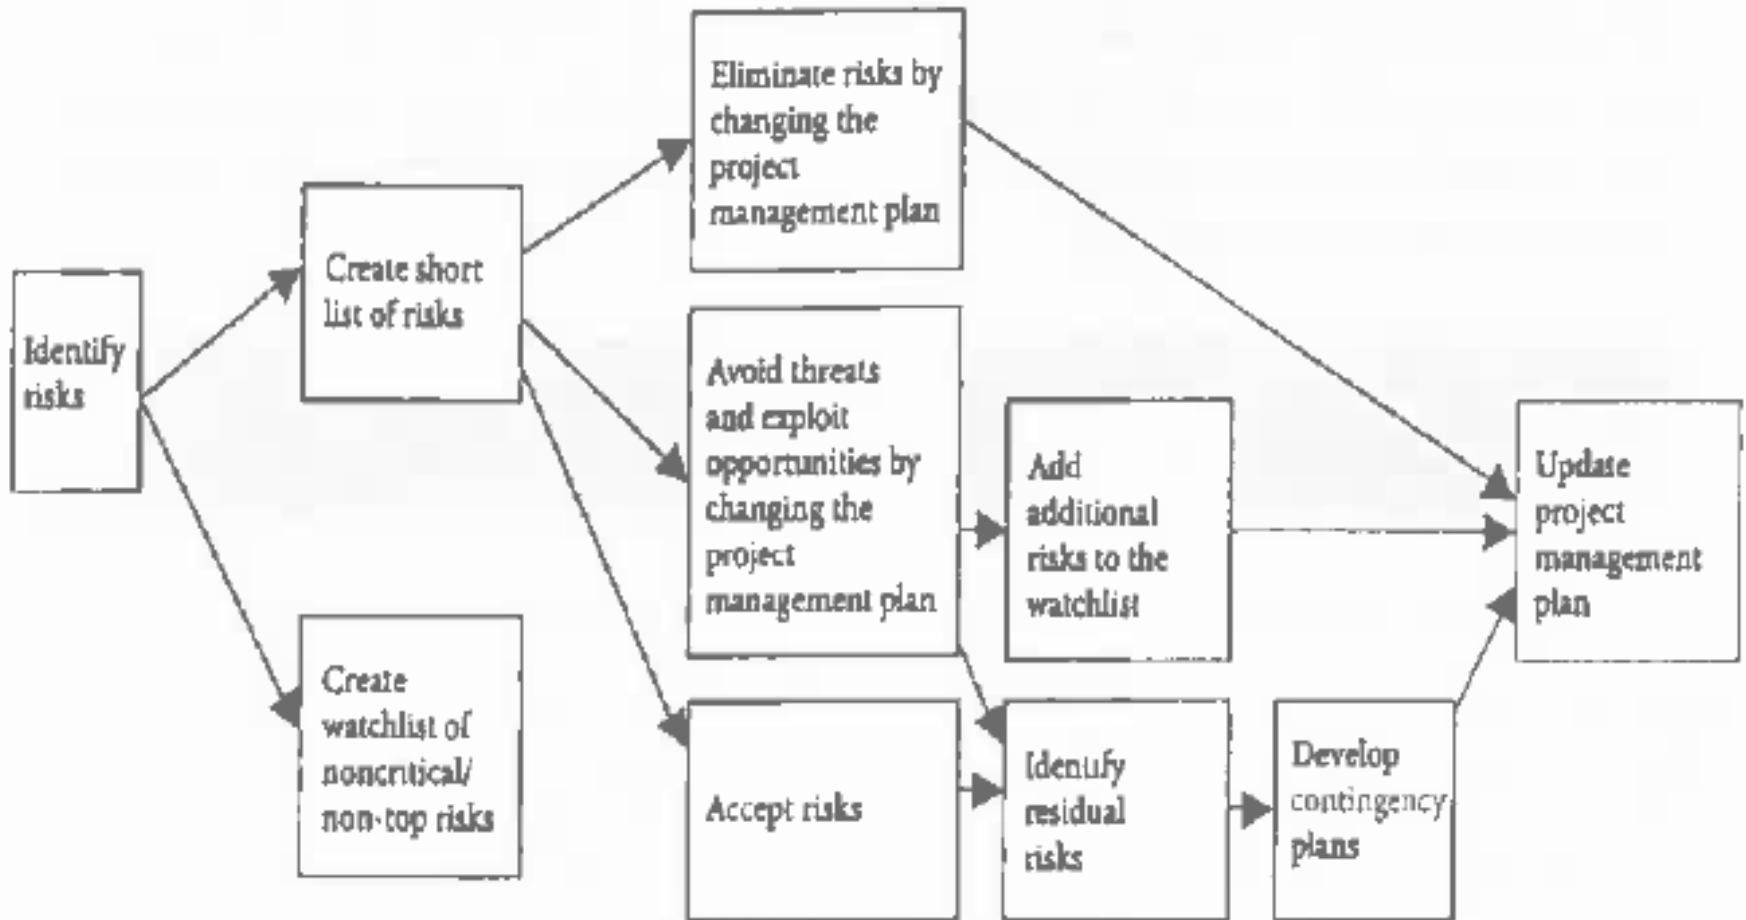 Identify
risks
Create short
list of risks
Create
watchlist of
noncritical/
non-top risks
Eliminate risks by
changing the
project
management plan
Avoid threats
and exploit
opportunities by
changing the
project
management plan
Accept risks
Add
additional
risks to the
watchlist
Identify
residual
risks
Develop
contingency
plans
Update
project
management
plan